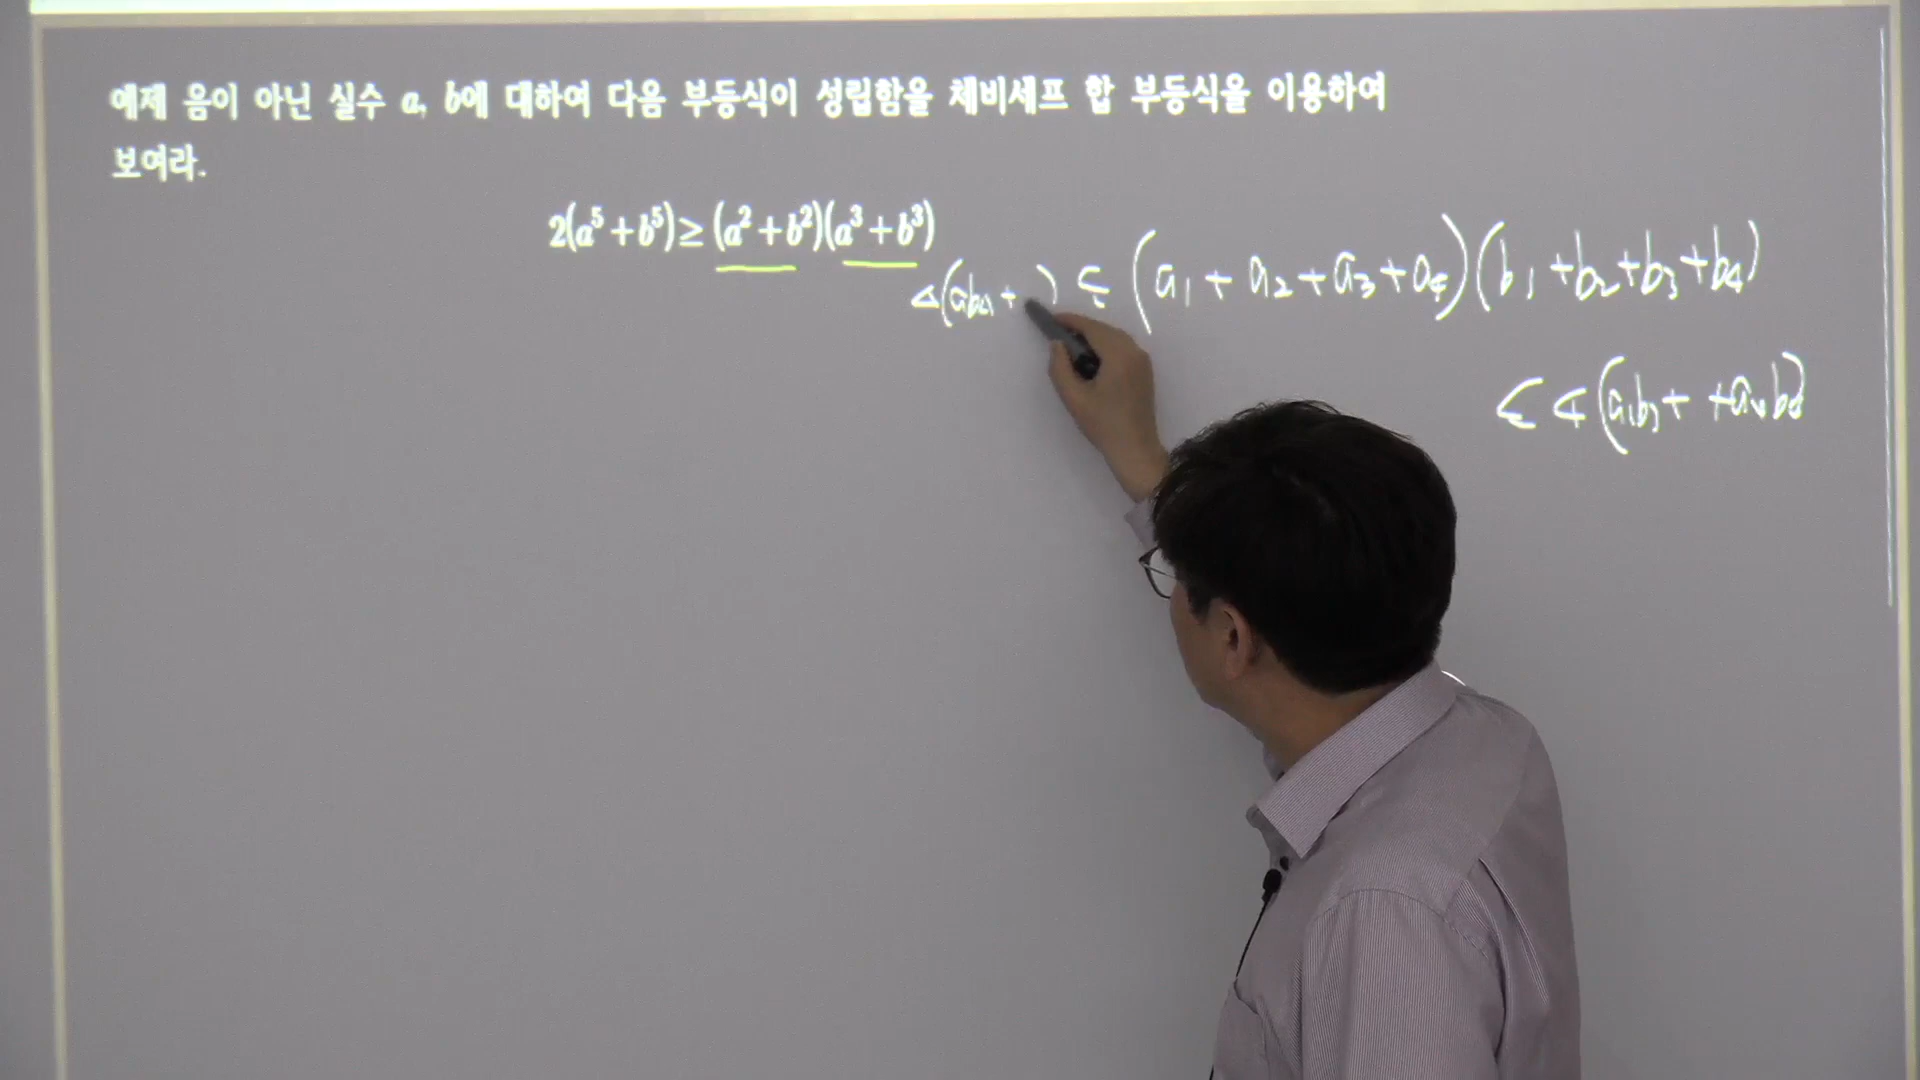 예제 음이 아닌 실수 a, b에 대하여 다음 부등식이 성립함을 체비셰프 합 부등식을 이용하여
보여라.
2(a⁵+b⁵)≥(a²+b²)(a³+b³)
≤ (a₁+a₂+a₃+a₄)(b₁+b₂+b₃+b₄)
≤ 4(a₁b₁+ +a₄b₄)